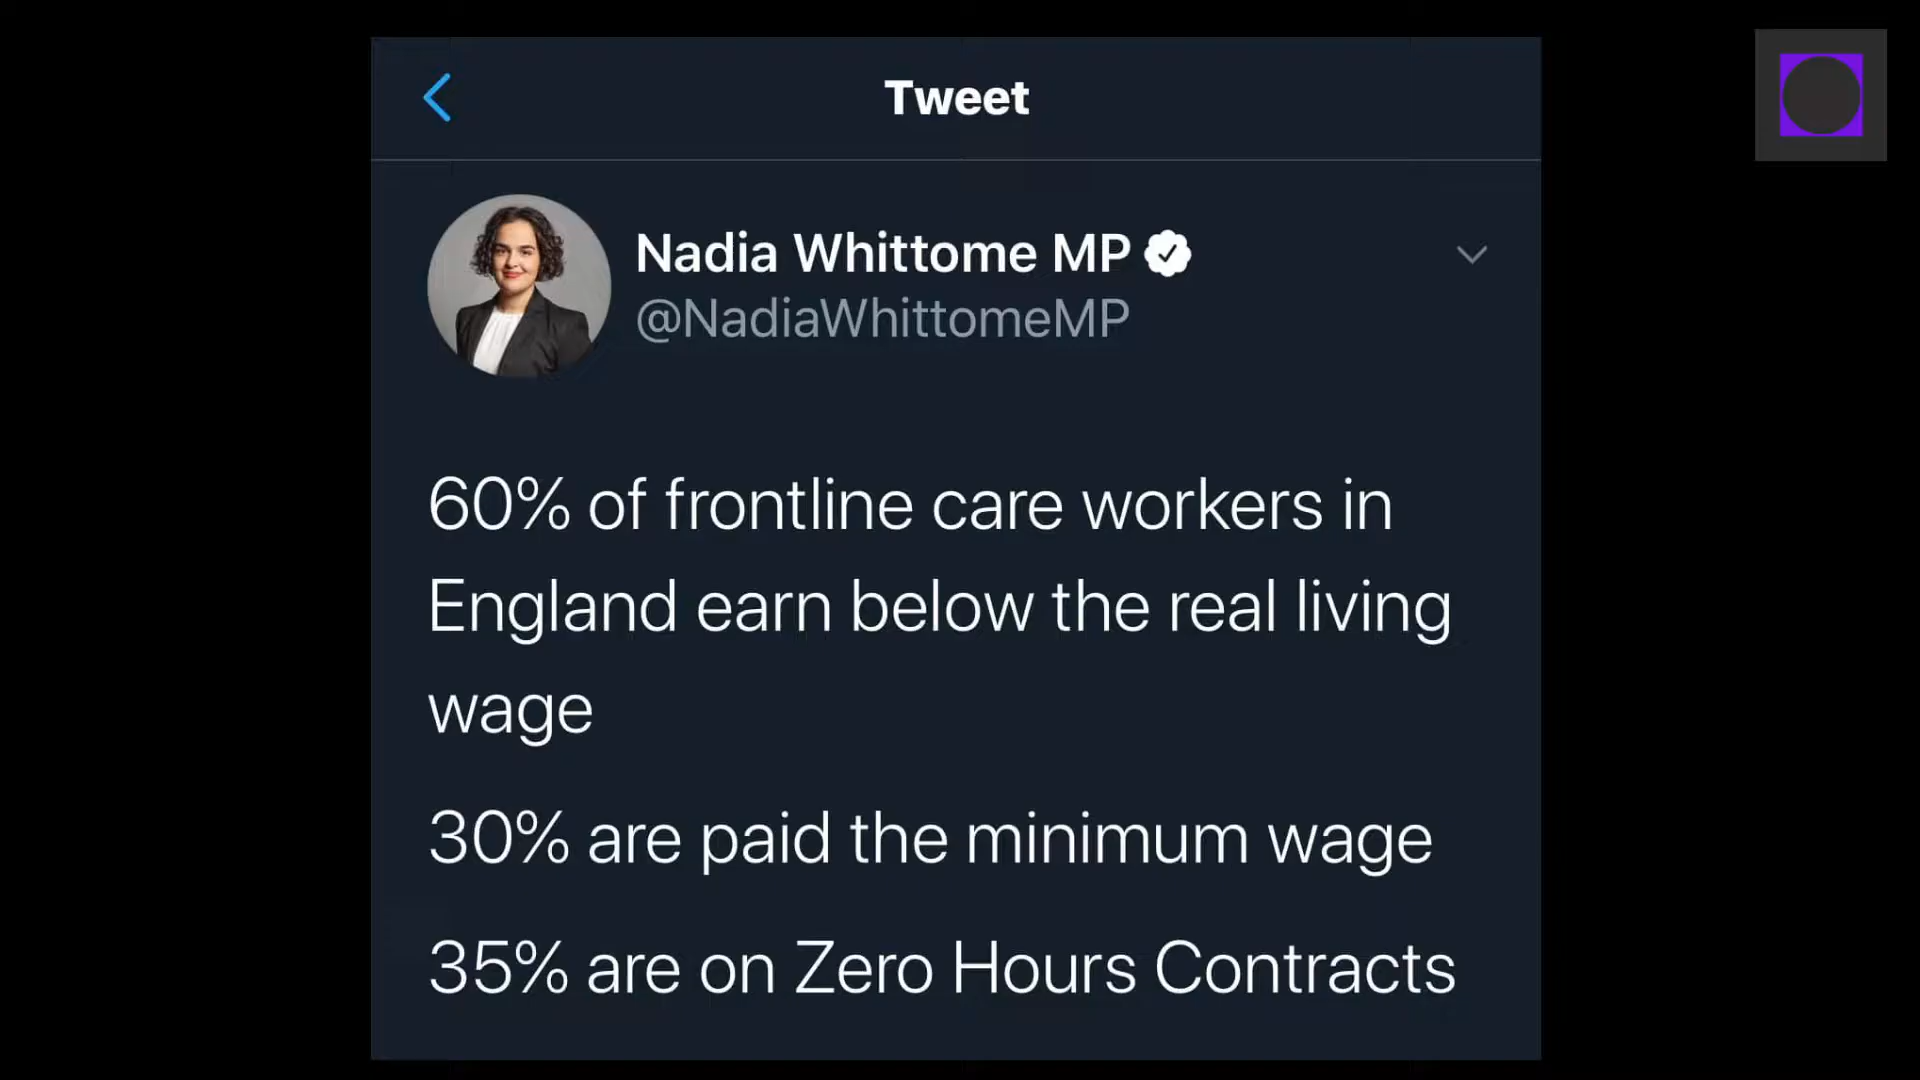 Tweet
Nadia Whittome MP
@NadiaWhittomeMP
60% of frontline care workers in
England earn below the real living
wage
30% are paid the minimum wage
35% are on Zero Hours Contracts